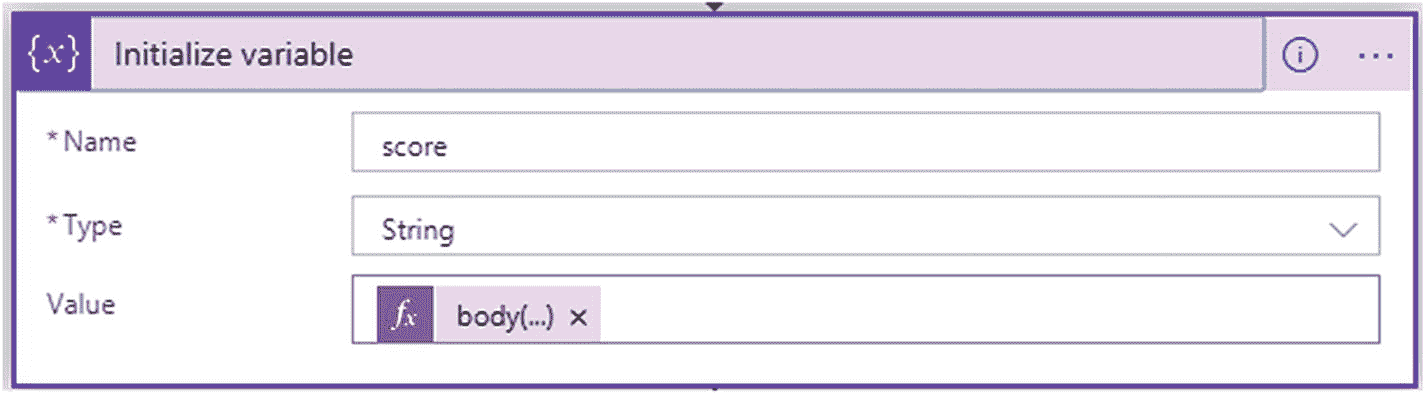 {x} Initialize variable
* Name score
* Type String
Value fx body(...) ×